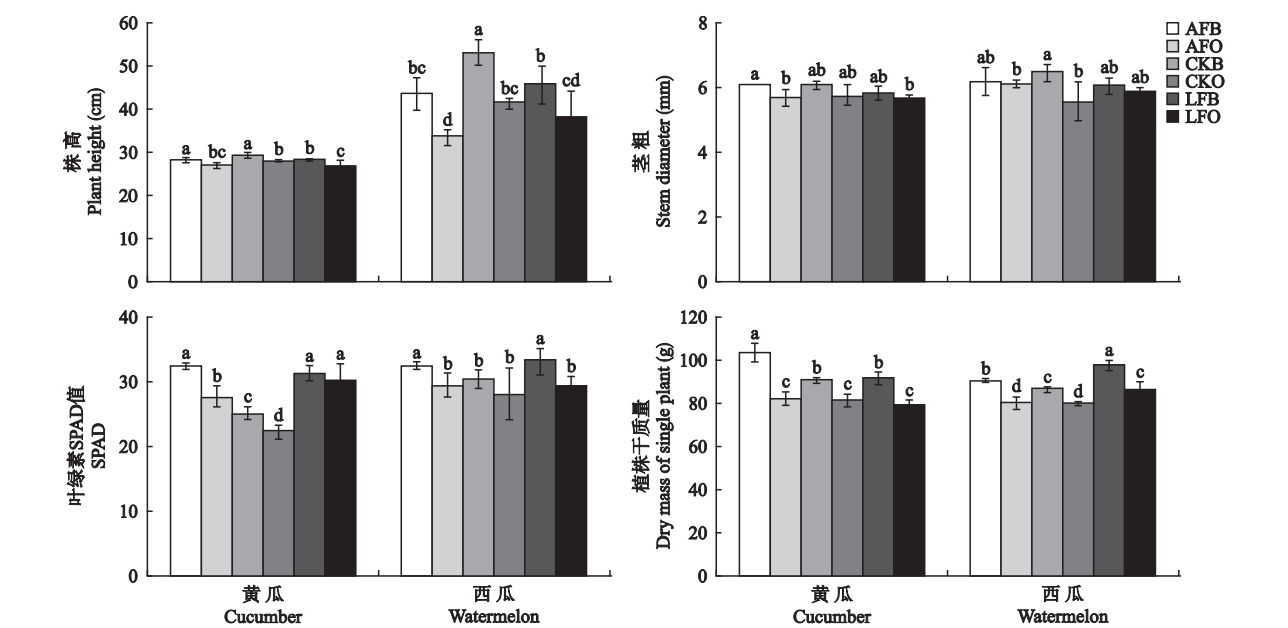 60
50
40
30
20
10
0
株 高
Plant height (cm)
a
bc
a
b
b
c
bc
d
a
bc
b
cd
8
6
4
2
0
茎 粗
Stem diameter (mm)
a
b
ab
ab
ab
b
ab
b
a
b
ab
ab
AFB
AFO
CKB
CKO
LFB
LFO
40
30
20
10
0
叶绿素SPAD值
SPAD
a
b
c
d
a
a
a
b
b
b
a
b
黄 瓜
Cucumber
西 瓜
Watermelon
120
100
80
60
40
20
0
植株干质量
Dry mass of single plant (g)
a
c
b
c
b
c
b
d
c
d
a
c
黄 瓜
Cucumber
西 瓜
Watermelon